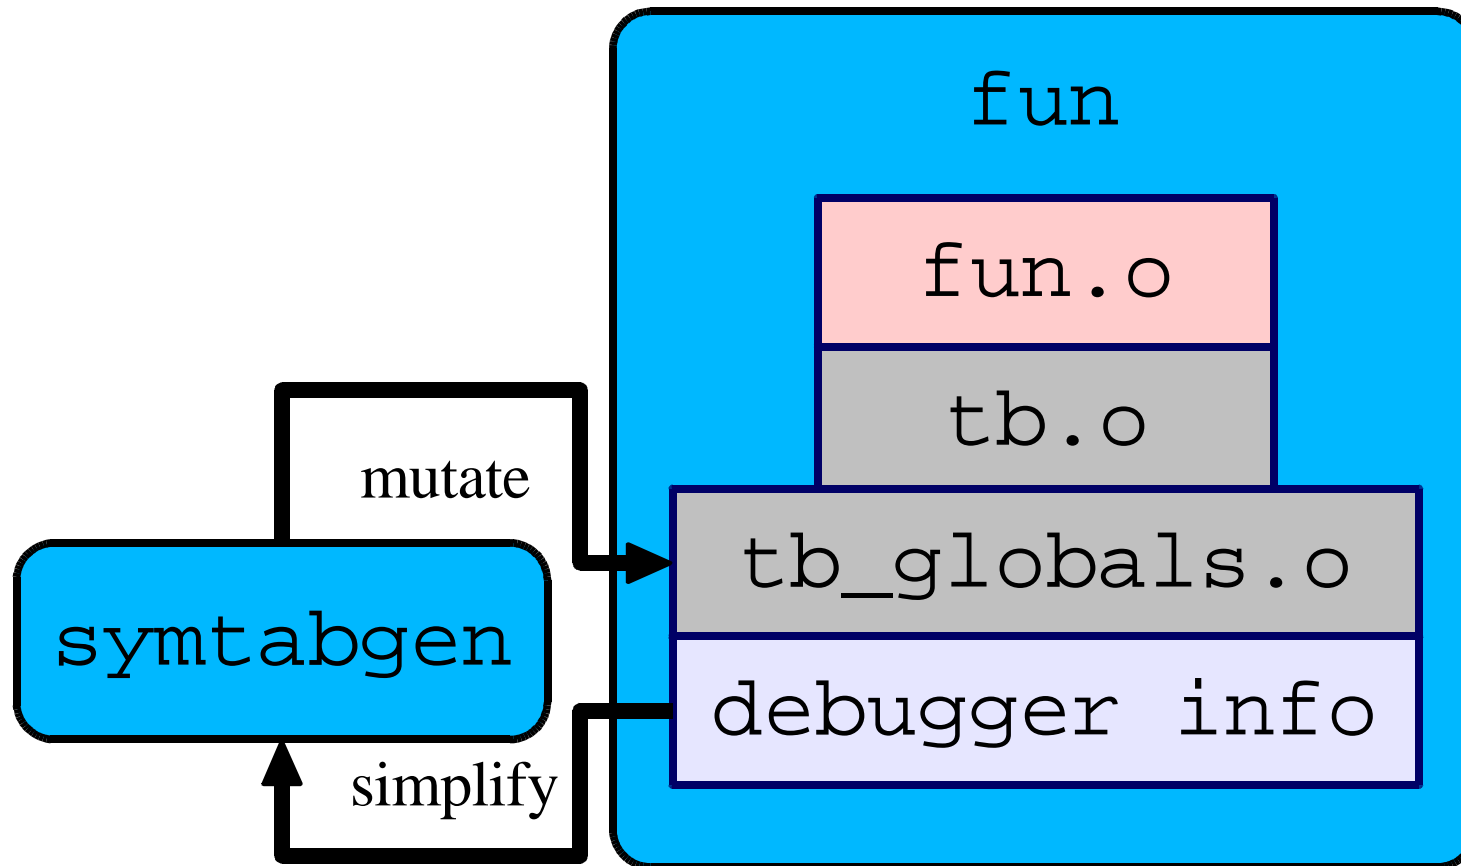 fun
fun.o
tb.o
mutate
tb_globals.o
symtabgen
debugger info
simplify